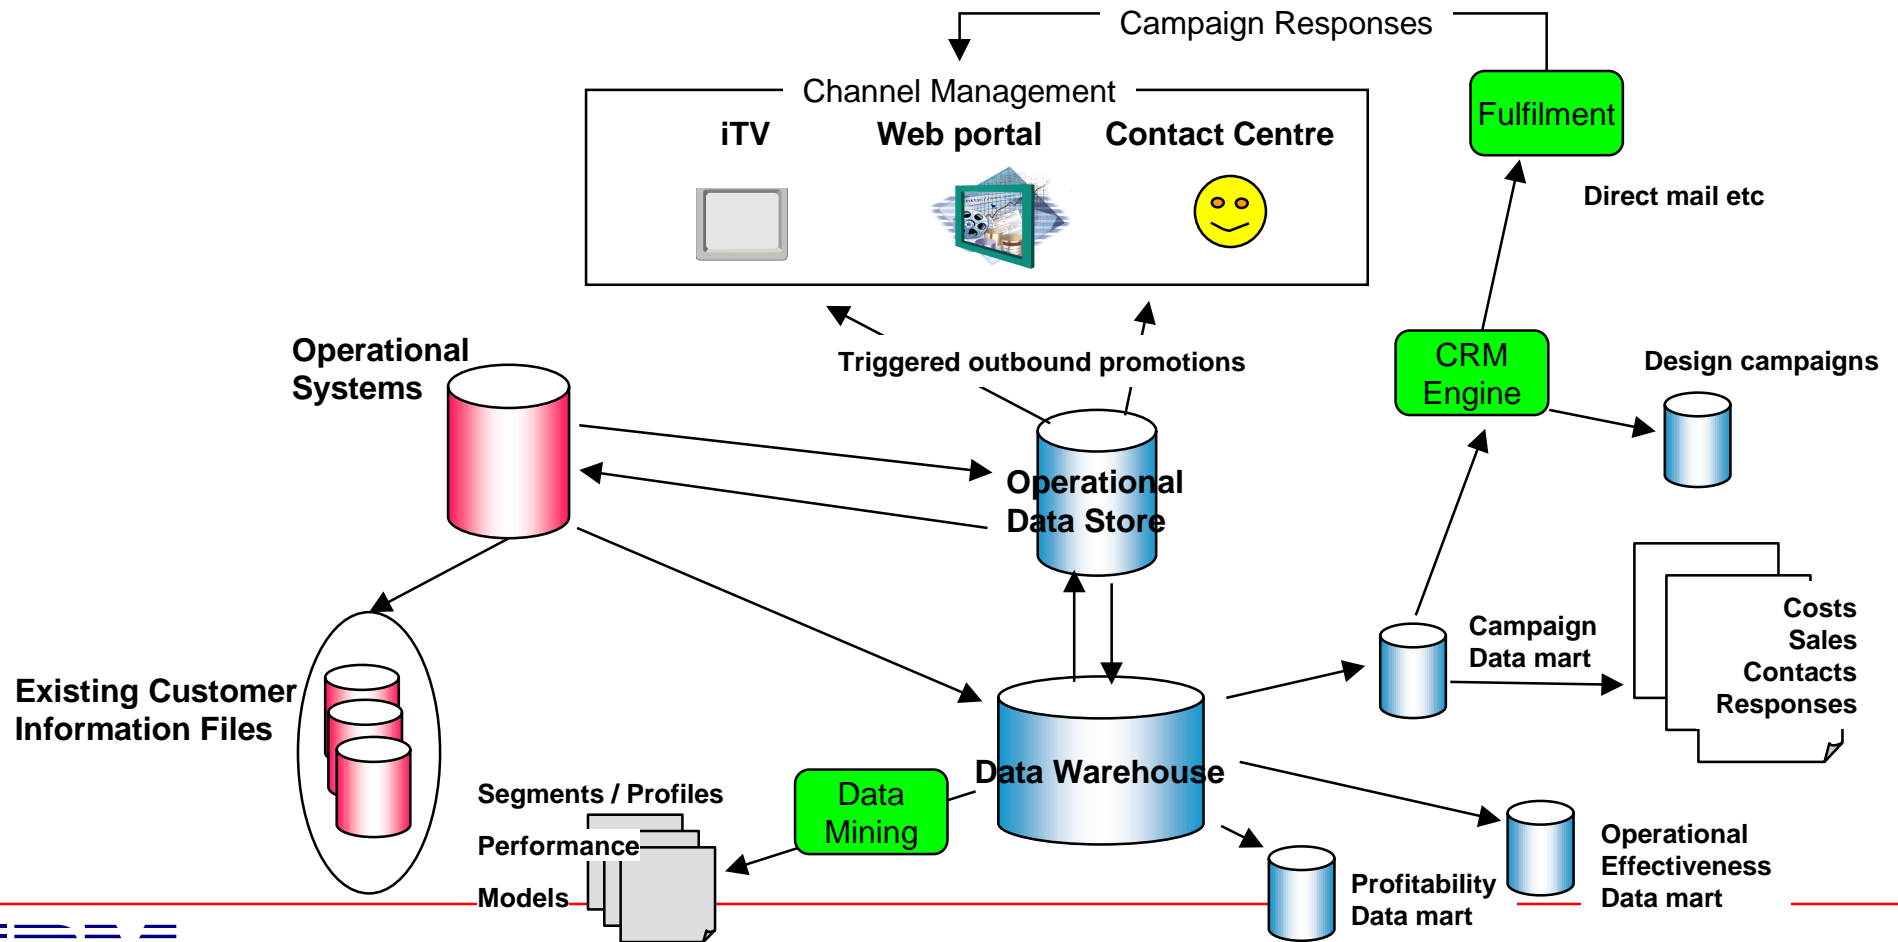 Campaign Responses
Channel Management
Fulfilment
iTV
Web portal
Contact Centre
Direct mail etc
Operational
Systems
Triggered outbound promotions
CRM
Engine
Design campaigns
Operational
Data Store
Existing Customer
Information Files
Campaign
Data mart
Costs
Sales
Contacts
Responses
Data Warehouse
Segments / Profiles
Performance
Models
Data
Mining
Operational
Effectiveness
Data mart
Profitability
Data mart